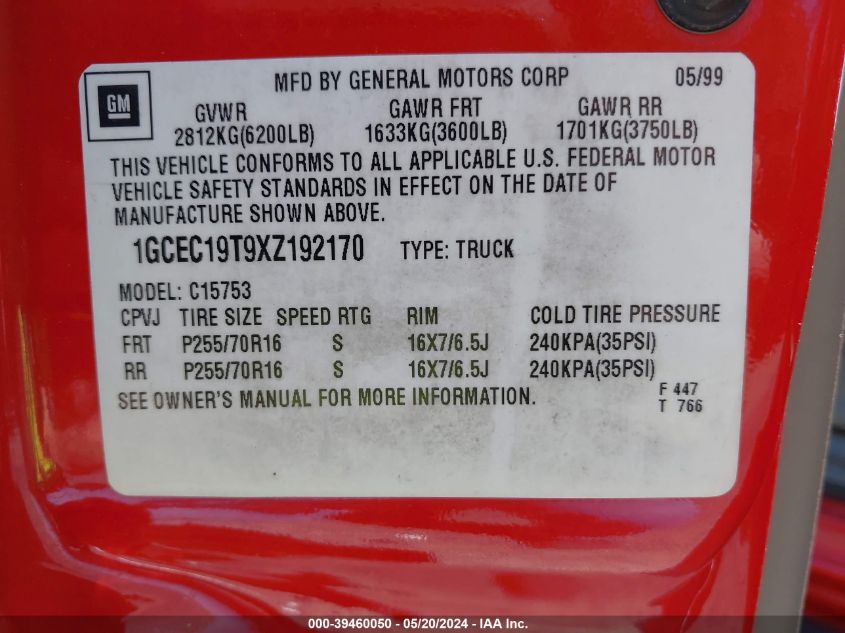 MFD BY GENERAL MOTORS CORP 05/99
GM
GVWR GAWR FRT GAWR RR
2812KG(6200LB) 1633KG(3600LB) 1701KG(3750LB)
THIS VEHICLE CONFORMS TO ALL APPLICABLE U.S. FEDERAL MOTOR
VEHICLE SAFETY STANDARDS IN EFFECT ON THE DATE OF
MANUFACTURE SHOWN ABOVE.
1GCEC19T9XZ192170 TYPE: TRUCK
MODEL: C15753
CPVJ TIRE SIZE SPEED RTG RIM COLD TIRE PRESSURE
FRT P255/70R16 S 16X7/6.5J 240KPA(35PSI)
RR P255/70R16 S 16X7/6.5J 240KPA(35PSI)
SEE OWNER'S MANUAL FOR MORE INFORMATION.
F 447
T 766
000-39460050 - 05/20/2024 - IAA Inc.